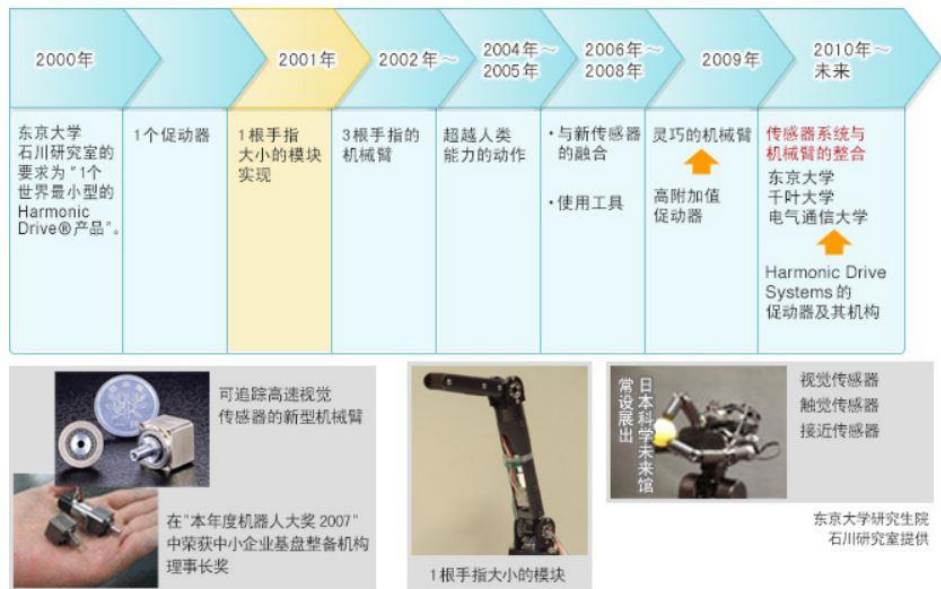 2000年
2001年
2002年～
2004年～
2005年
2006年～
2008年
2009年
2010年～
未来
东京大学
石川研究室的
要求为“1个
世界最小型的
Harmonic
Drive®产品”。
1个促动器
1根手指
大小的模块
实现
3根手指的
机械臂
超越人类
能力的动作
・与新传感器
的融合
・使用工具
灵巧的机械臂
高附加值
促动器
传感器系统与
机械臂的整合
东京大学
千叶大学
电气通信大学
Harmonic Drive
Systems 的
促动器及其机构
可追踪高速视觉
传感器的新型机械臂
在"本年度机器人大奖 2007"
中荣获中小企业基盘整备机构
理事长奖
1根手指大小的模块
日本科学未来馆
常设展出
视觉传感器
触觉传感器
接近传感器
东京大学研究生院
石川研究室提供